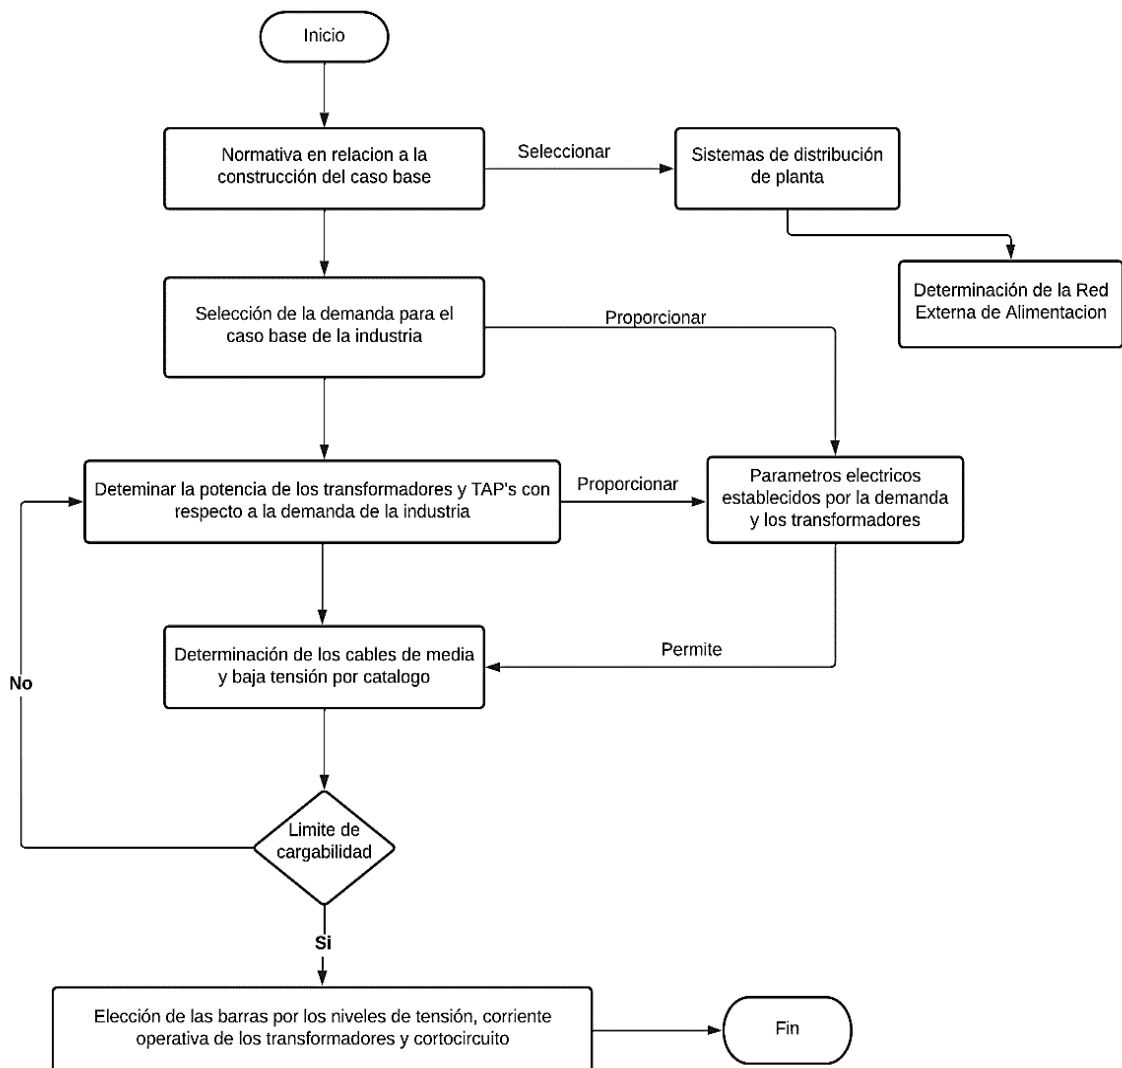 Inicio
Normativa en relacion a la
construcción del caso base
Seleccionar
Sistemas de distribución
de planta
Determinación de la Red
Externa de Alimentacion
Selección de la demanda para el
caso base de la industria
Proporcionar
Deteminar la potencia de los transformadores y TAP's con
respecto a la demanda de la industria
Proporcionar
Parametros electricos
establecidos por la demanda
y los transformadores
Determinación de los cables de media
y baja tensión por catalogo
Permite
No
Limite de
cargabilidad
Si
Elección de las barras por los niveles de tensión, corriente
operativa de los transformadores y cortocircuito
Fin